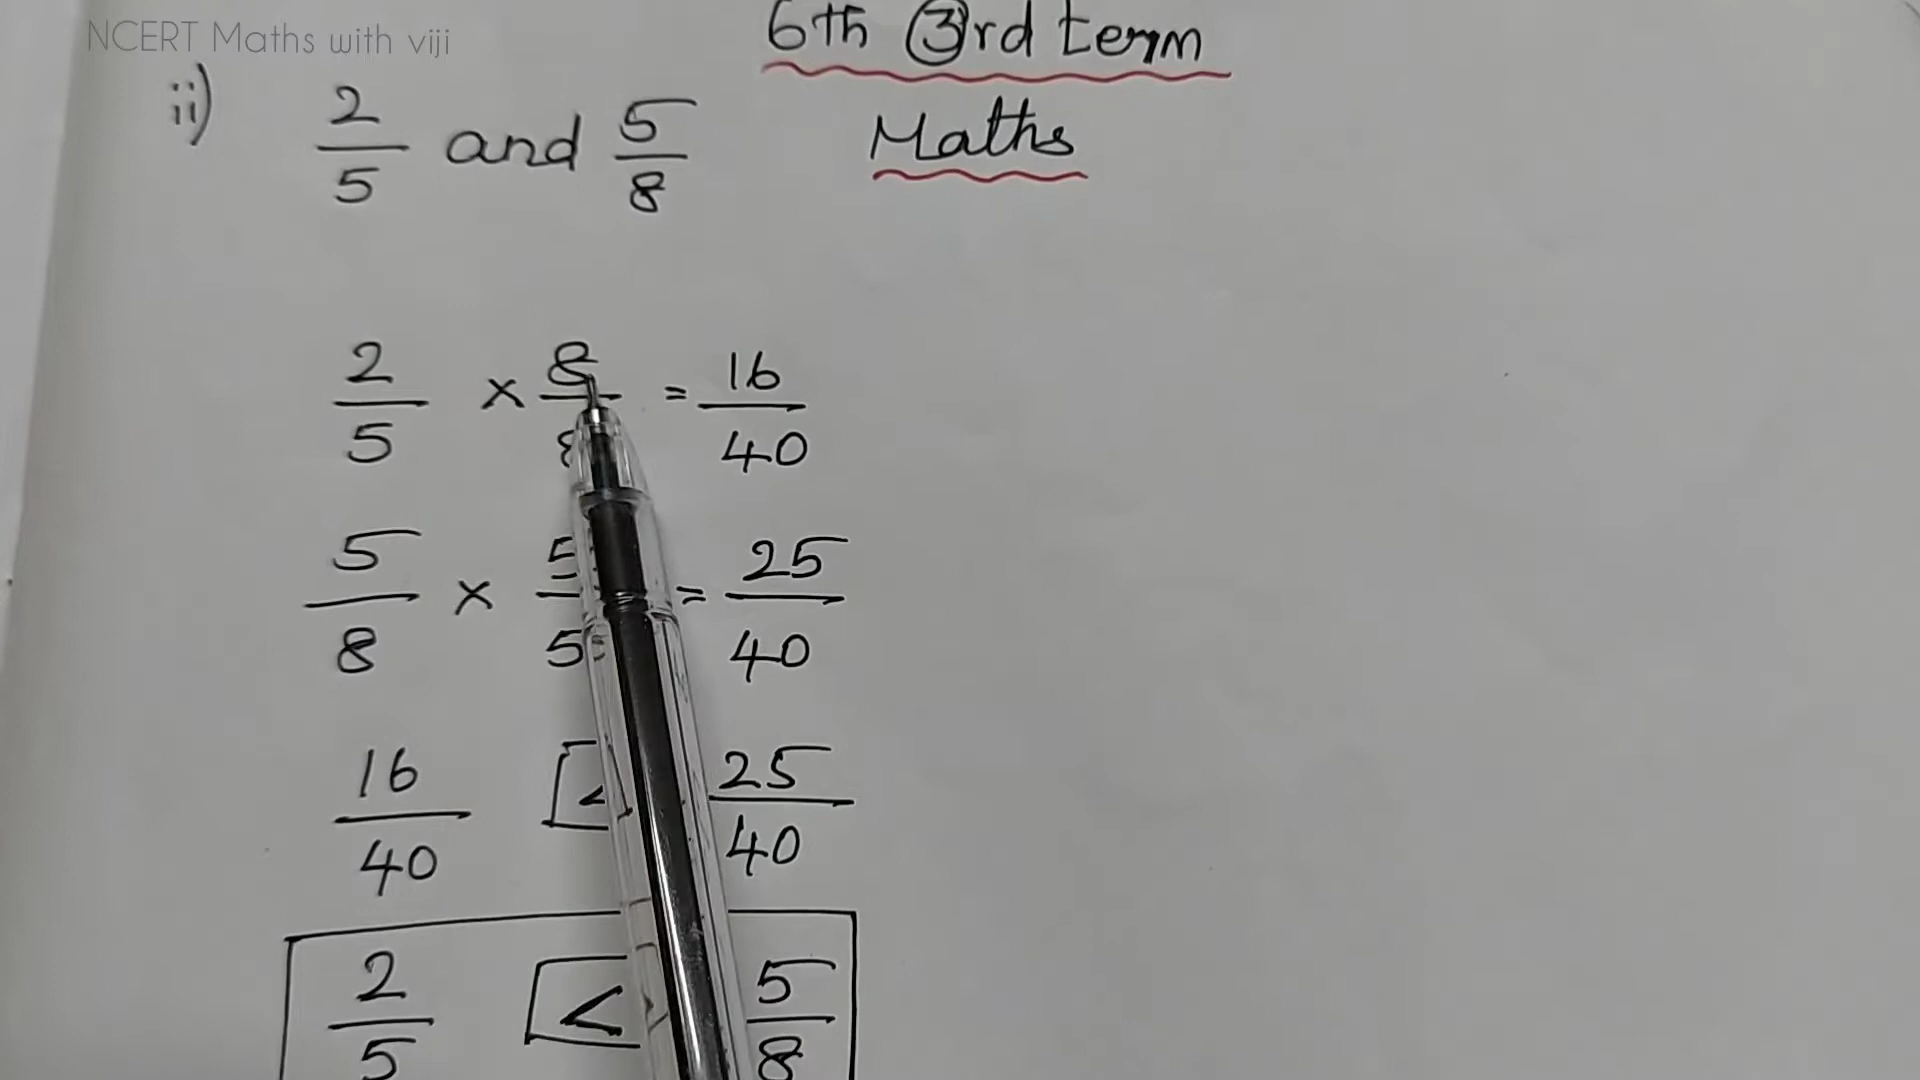 NCERT Maths with viji
6th 3rd term
Maths
ii) 2/5 and 5/8
2/5 × 8/8 = 16/40
5/8 × 5/5 = 25/40
16/40 < 25/40
2/5 < 5/8